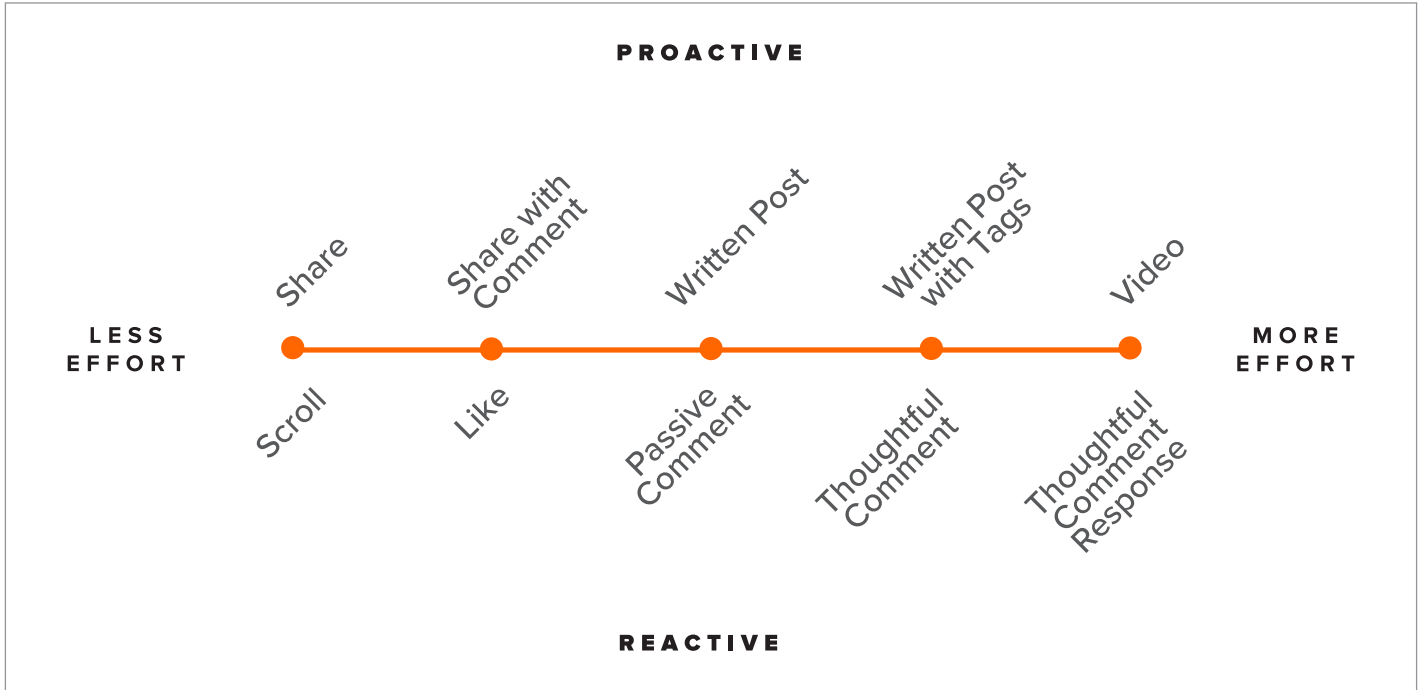 PROACTIVE
Share
Share with
Comment
Written Post
Written Post
with Tags
Video
LESS
EFFORT
MORE
EFFORT
Scroll
Like
Passive
Comment
Thoughtful
Comment
Thoughtful
Comment
Response
REACTIVE